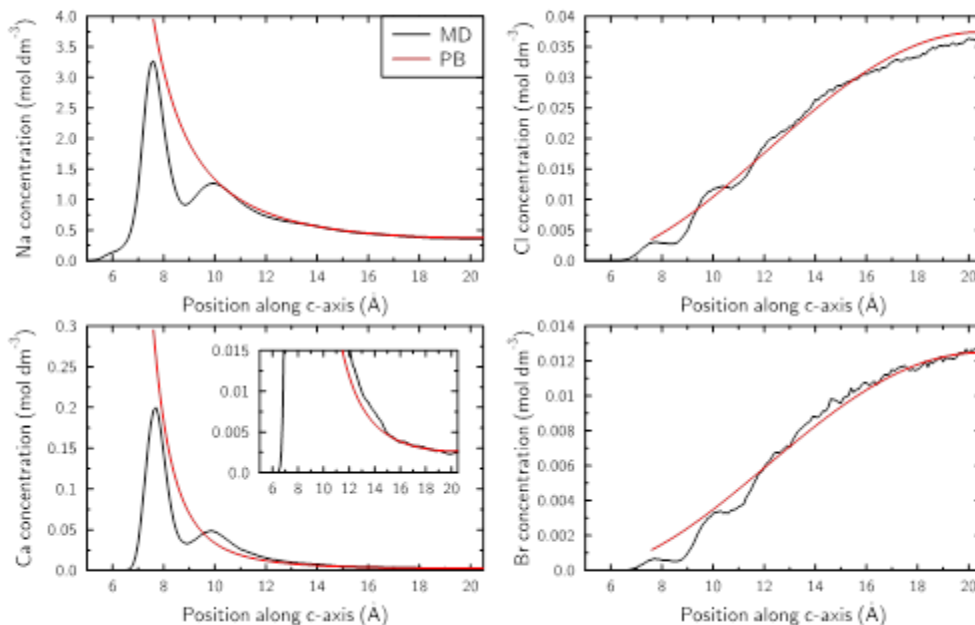 Na concentration (mol dm⁻³)
4.0
3.5
3.0
2.5
2.0
1.5
1.0
0.5
0.0
MD
PB
6 8 10 12 14 16 18 20
Position along c-axis (Å)
Cl concentration (mol dm⁻³)
0.04
0.035
0.03
0.025
0.02
0.015
0.01
0.005
0.0
6 8 10 12 14 16 18 20
Position along c-axis (Å)
Ca concentration (mol dm⁻³)
0.3
0.25
0.2
0.15
0.1
0.05
0.0
0.015
0.010
0.005
0.0
6 8 10 12 14 16 18 20
6 8 10 12 14 16 18 20
Position along c-axis (Å)
Br concentration (mol dm⁻³)
0.014
0.012
0.010
0.008
0.006
0.004
0.002
0.0
6 8 10 12 14 16 18 20
Position along c-axis (Å)